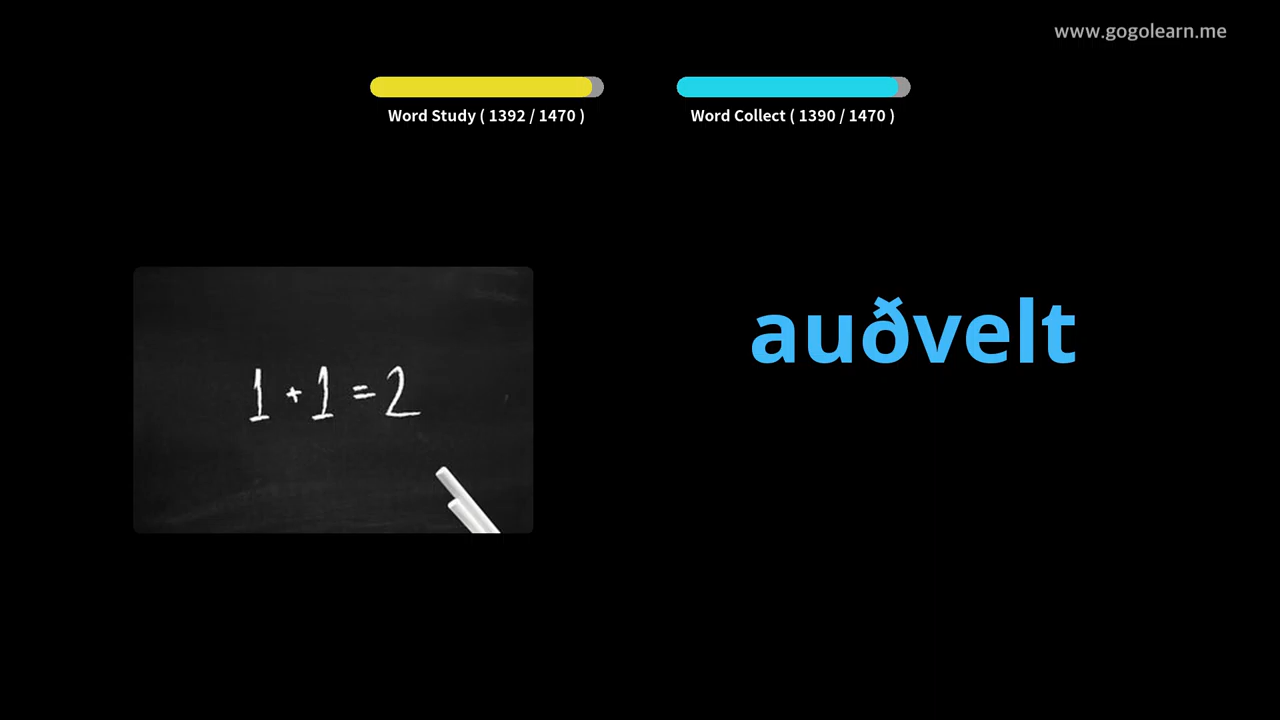 www.gogolearn.me
Word Study ( 1392 / 1470 )
Word Collect ( 1390 / 1470 )
1 + 1 = 2
auðvelt